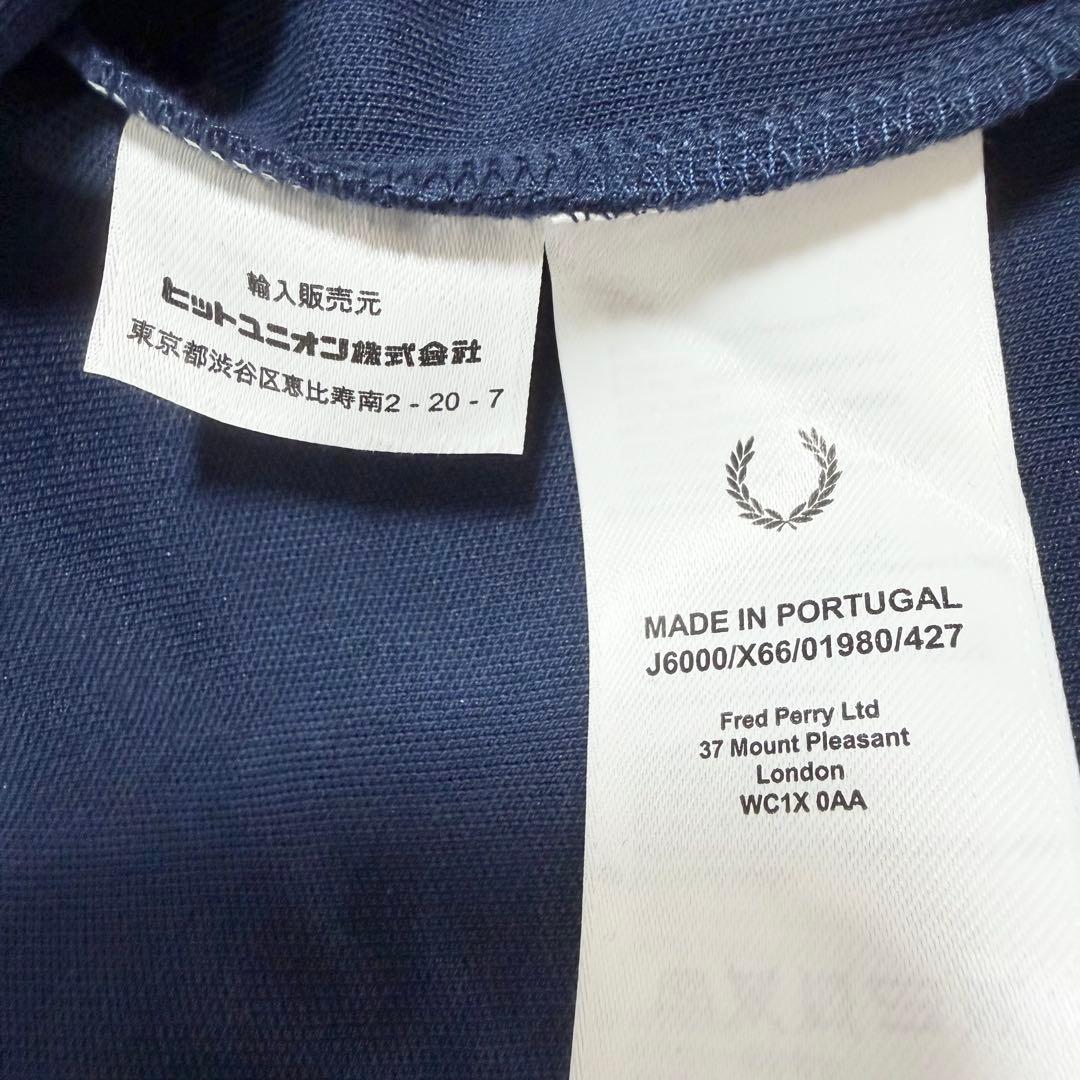 輸入販売元
ヒットユニオン株式会社
東京都渋谷区恵比寿南2 - 20 - 7
MADE IN PORTUGAL
J6000/X66/01980/427
Fred Perry Ltd
37 Mount Pleasant
London
WC1X 0AA